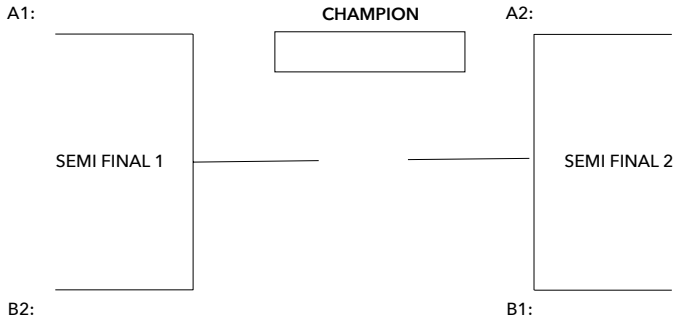 A1:
CHAMPION
A2:
SEMI FINAL 1
SEMI FINAL 2
B2:
B1: